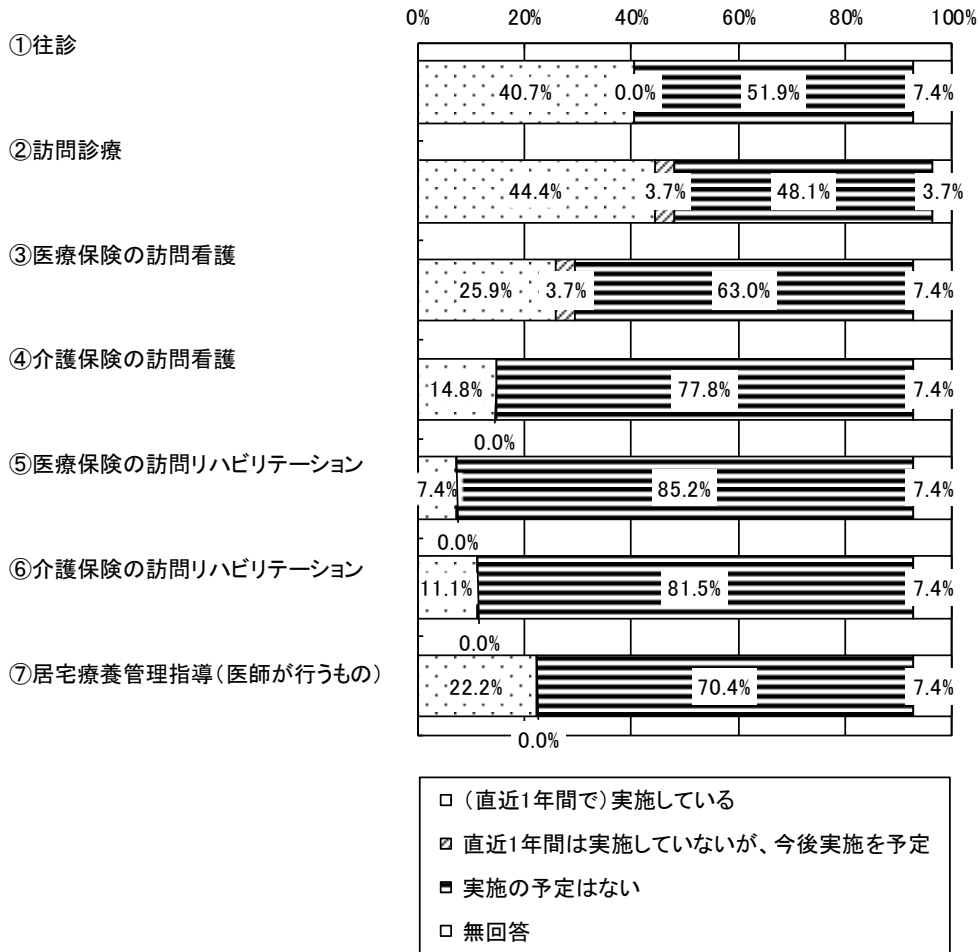 0% 20% 40% 60% 80% 100%
①往診
40.7% 0.0% 51.9% 7.4%
②訪問診療
44.4% 3.7% 48.1% 3.7%
③医療保険の訪問看護
25.9% 3.7% 63.0% 7.4%
④介護保険の訪問看護
14.8% 77.8% 7.4%
0.0%
⑤医療保険の訪問リハビリテーション
7.4% 85.2% 7.4%
0.0%
⑥介護保険の訪問リハビリテーション
11.1% 81.5% 7.4%
0.0%
⑦居宅療養管理指導(医師が行うもの)
22.2% 70.4% 7.4%
0.0%
(直近1年間で)実施している
直近1年間は実施していないが、今後実施を予定
実施の予定はない
無回答